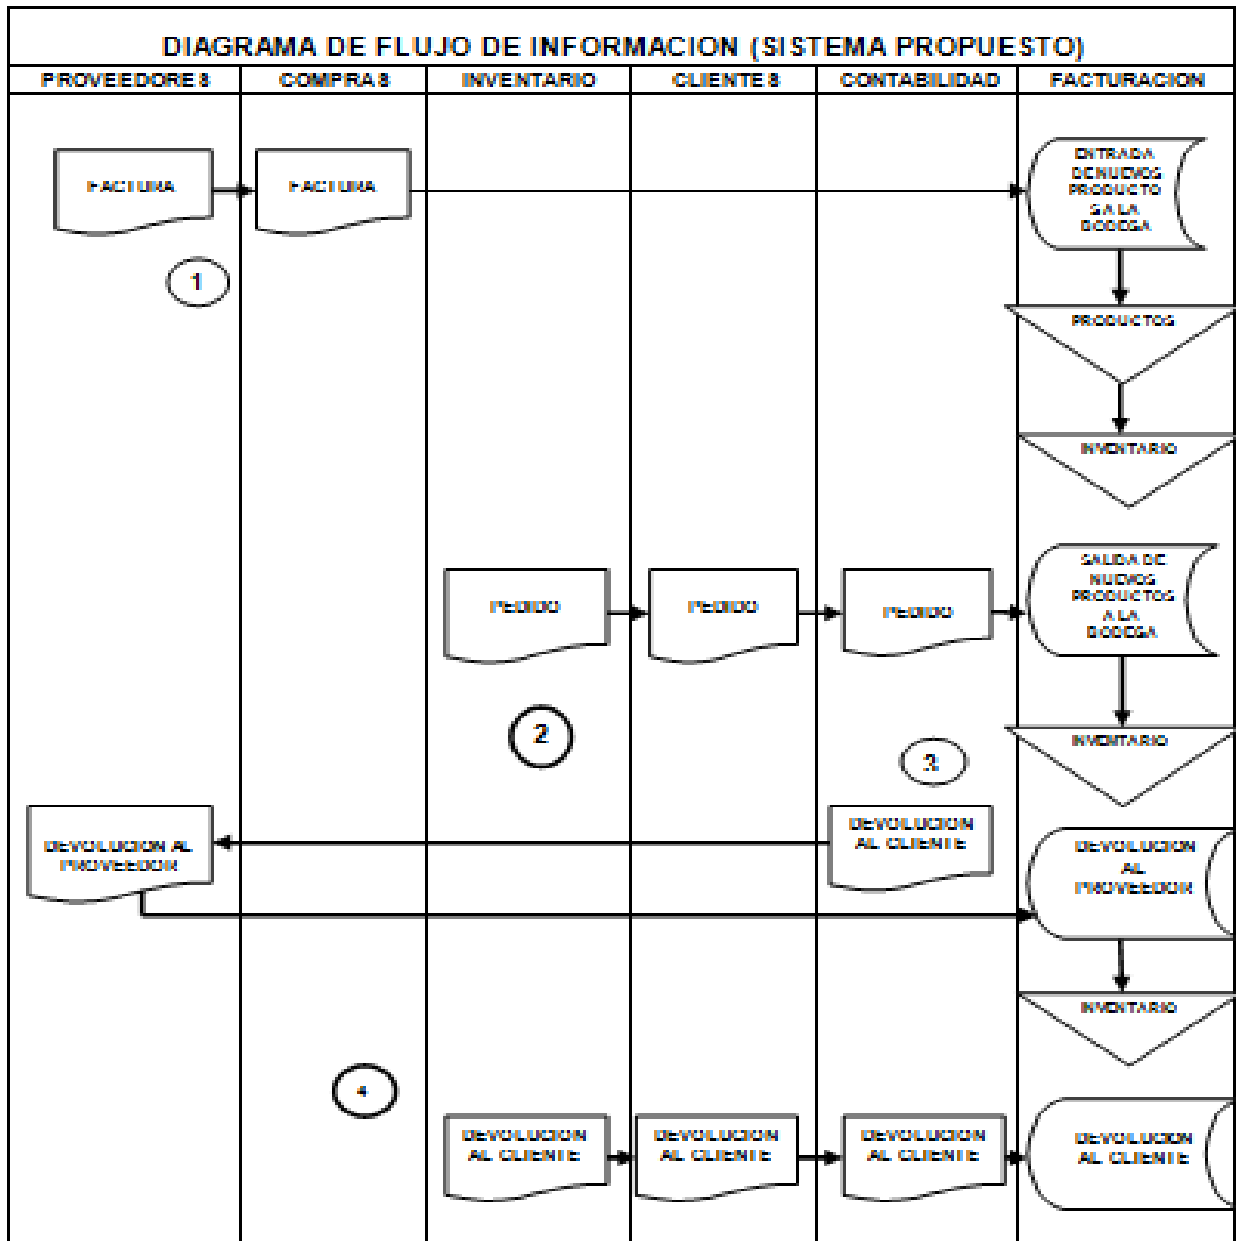 DIAGRAMA DE FLUJO DE INFORMACION (SISTEMA PROPUESTO)
PROVEEDORES COMPRAS INVENTARIO CLIENTES CONTABILIDAD FACTURACION
FACTURA
FACTURA
ENTRADA
DE NUEVOS
PRODUCTO
S A LA
BODEGA
1
PRODUCTOS
INVENTARIO
PEDIDO
PEDIDO
PEDIDO
SALIDA DE
NUEVOS
PRODUCTOS
A LA
BODEGA
2
3
INVENTARIO
DEVOLUCION AL
PROVEEDOR
DEVOLUCION
AL CLIENTE
DEVOLUCION
AL
PROVEEDOR
INVENTARIO
4
DEVOLUCION
AL CLIENTE
DEVOLUCION
AL CLIENTE
DEVOLUCION
AL CLIENTE
DEVOLUCION
AL CLIENTE